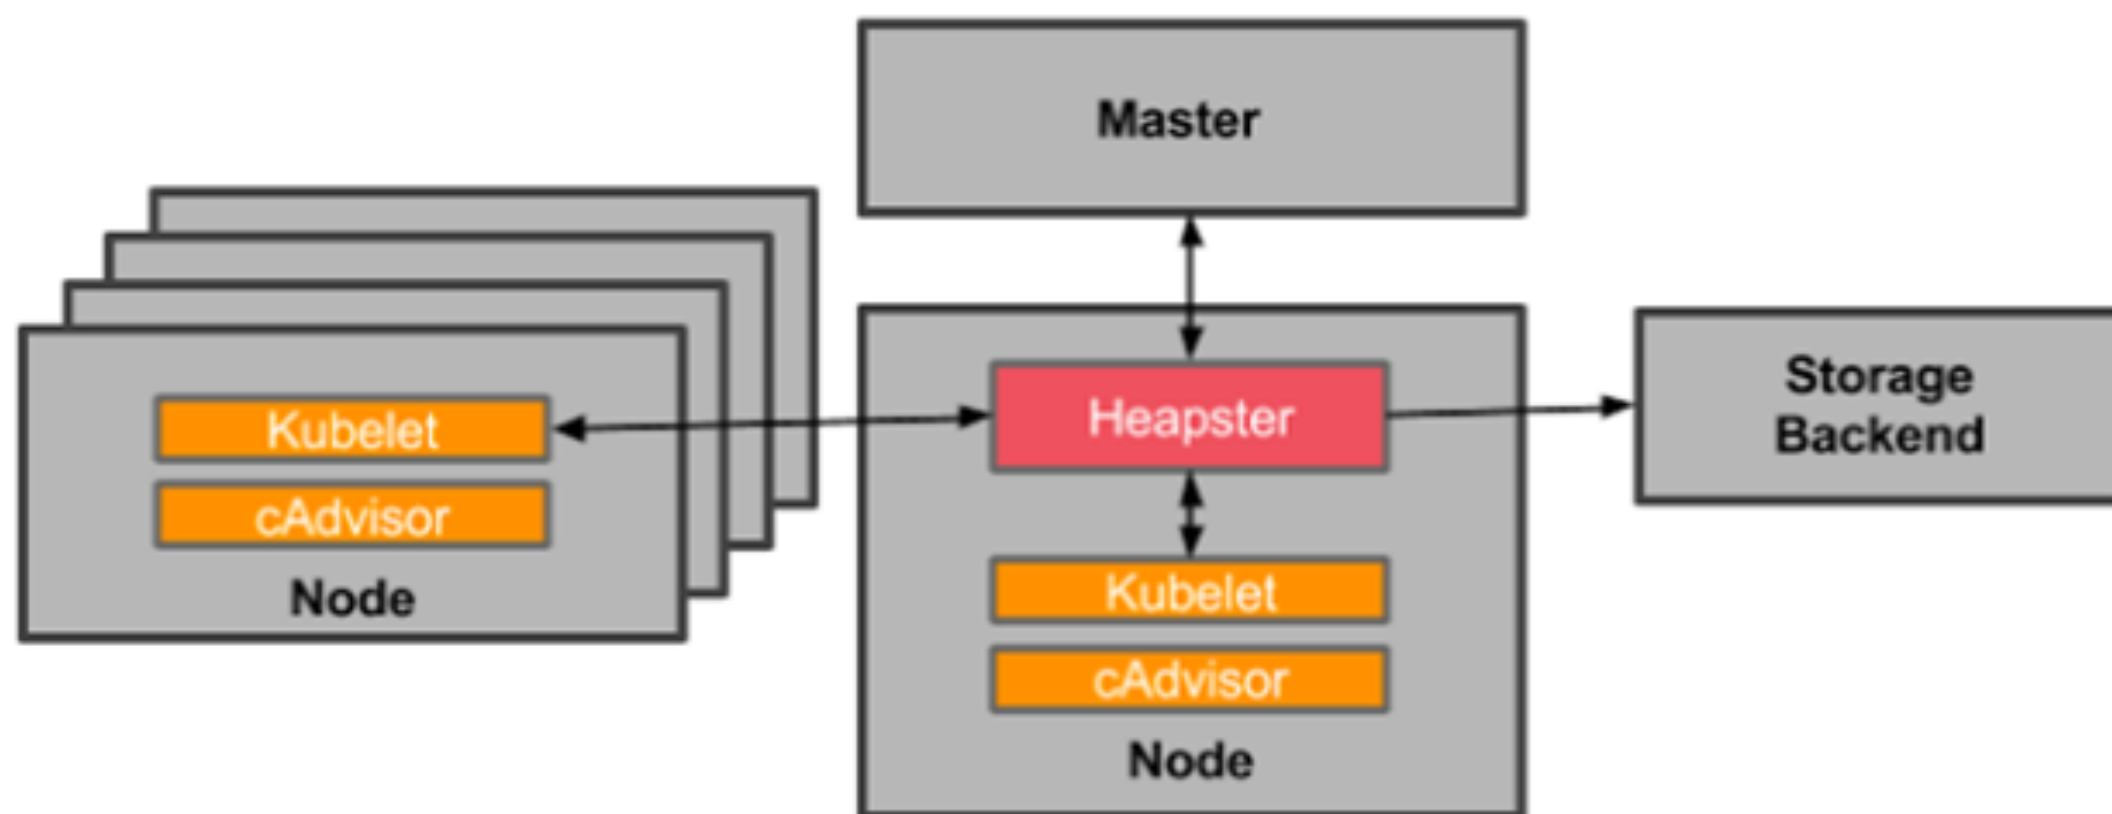 Master
Kubelet
cAdvisor
Node
Heapster
Kubelet
cAdvisor
Node
Storage
Backend